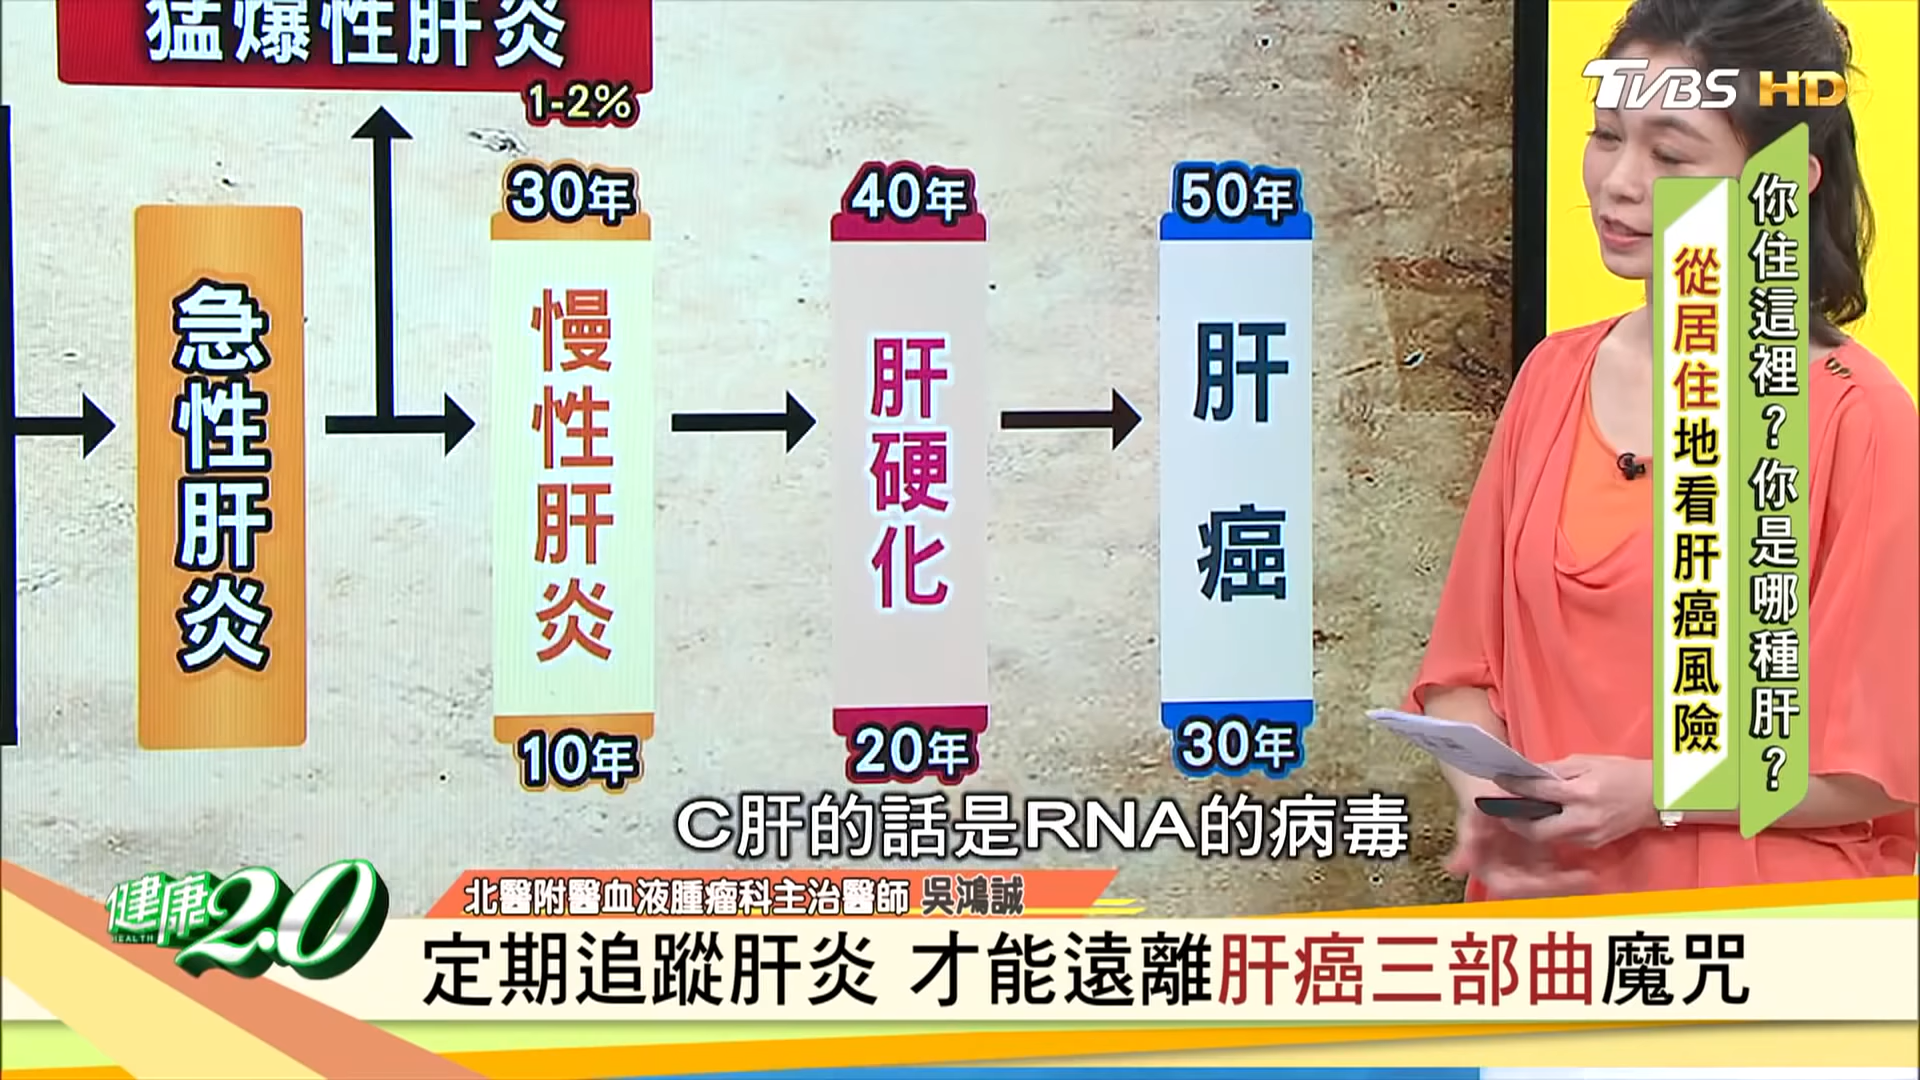 猛爆性肝炎
1-2%
TVBS HD
30年
40年
50年
急性肝炎
慢性肝炎
肝硬化
肝癌
10年
20年
30年
你住這裡？你是哪種肝？
從居住地看肝癌風險
C肝的話是RNA的病毒
健康2.0
HEALTH
北醫附醫血液腫瘤科主治醫師 吳鴻誠
定期追蹤肝炎 才能遠離肝癌三部曲魔咒